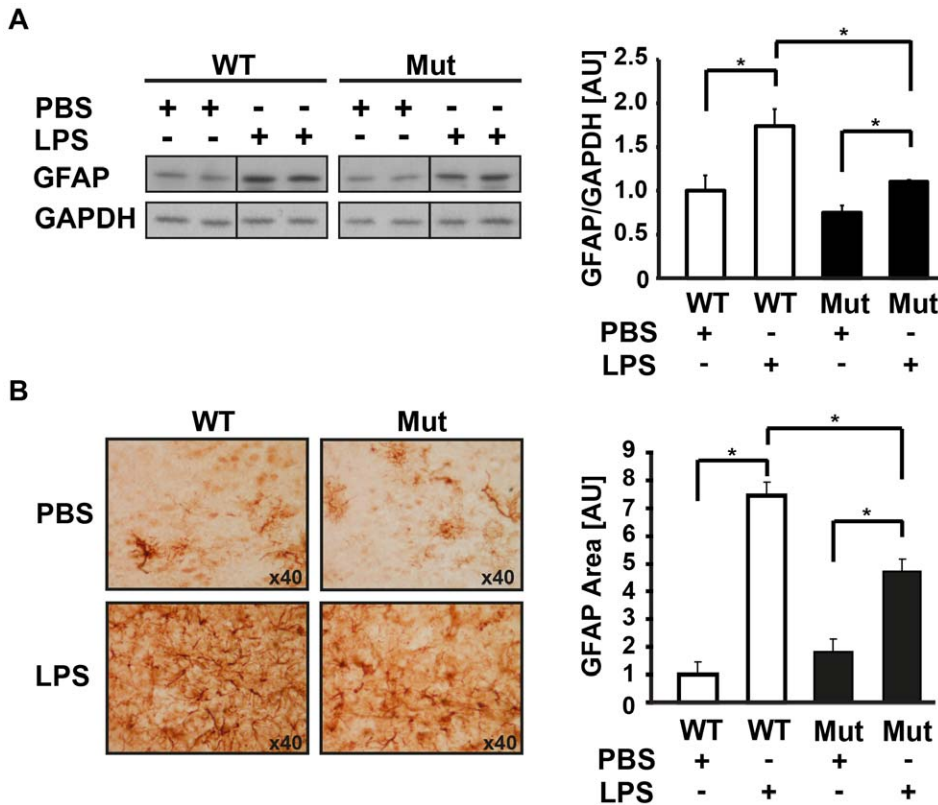 A
WT Mut
PBS + + - - + + - -
LPS - - + + - - + +
GFAP
GAPDH
GFAP/GAPDH [AU]
2.5
2.0
1.5
1.0
0.5
0
* * *
WT WT Mut Mut
PBS + - + -
LPS - + - +
B
WT Mut
PBS
x40 x40
LPS
x40 x40
GFAP Area [AU]
9
8
7
6
5
4
3
2
1
0
* * *
WT WT Mut Mut
PBS + - + -
LPS - + - +